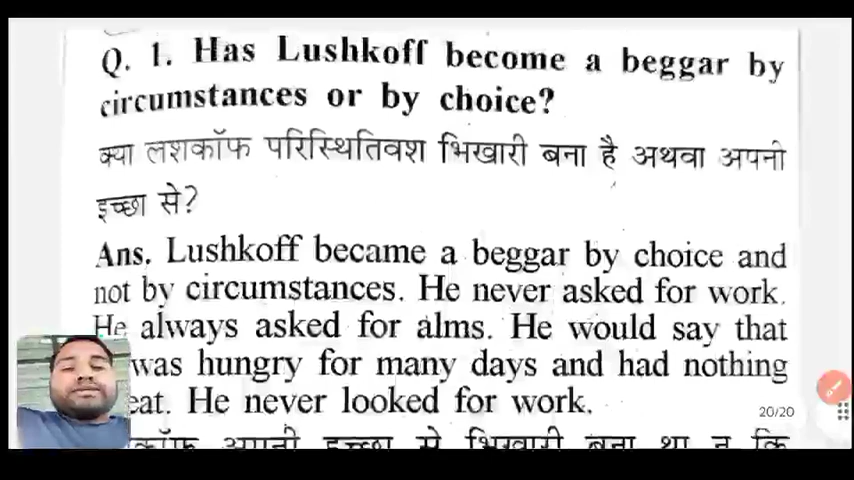 Q. 1. Has Lushkoff become a beggar by
circumstances or by choice?
क्या लशकॉफ परिस्थितिवश भिखारी बना है अथवा अपनी
इच्छा से?
Ans. Lushkoff became a beggar by choice and
not by circumstances. He never asked for work.
He always asked for alms. He would say that
was hungry for many days and had nothing
eat. He never looked for work.
20/20
अपनी इच्छा से भिखारी बना था न कि